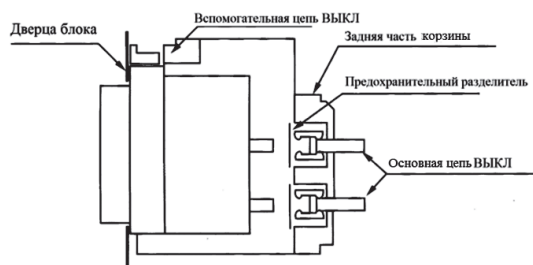 Вспомогательная цепь ВЫКЛ
Дверца блока
Задняя часть корзины
Предохранительный разделитель
Основная цепь ВЫКЛ